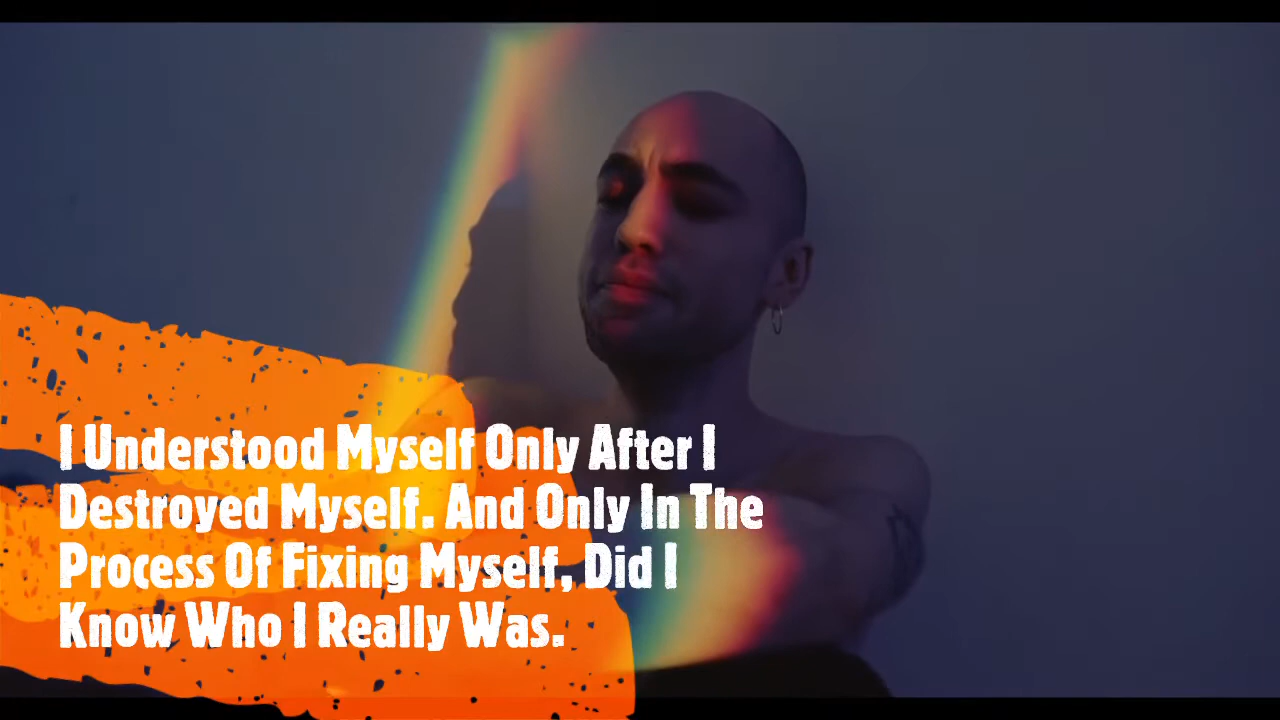 I Understood Myself Only After I
Destroyed Myself. And Only In The
Process Of Fixing Myself, Did I
Know Who I Really Was.